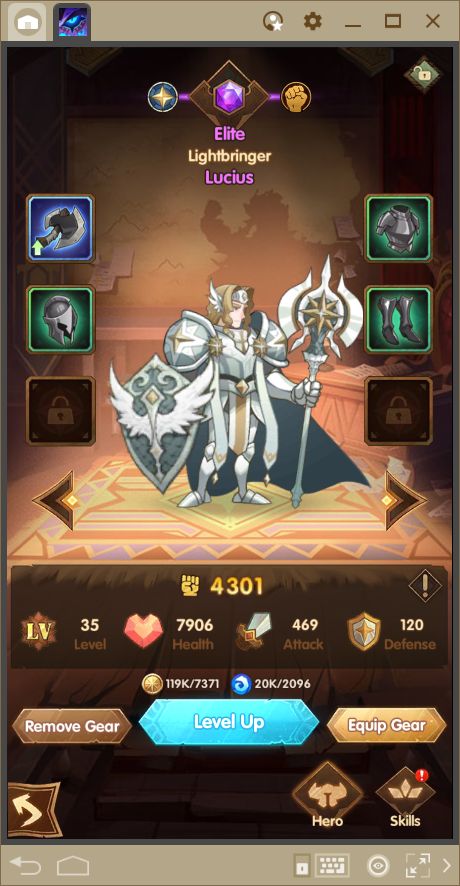 Elite
Lightbringer
Lucius
4301
LV 35 7906 469 120
Level Health Attack Defense
119K/7371 20K/2096
Remove Gear Level Up Equip Gear
Hero Skills